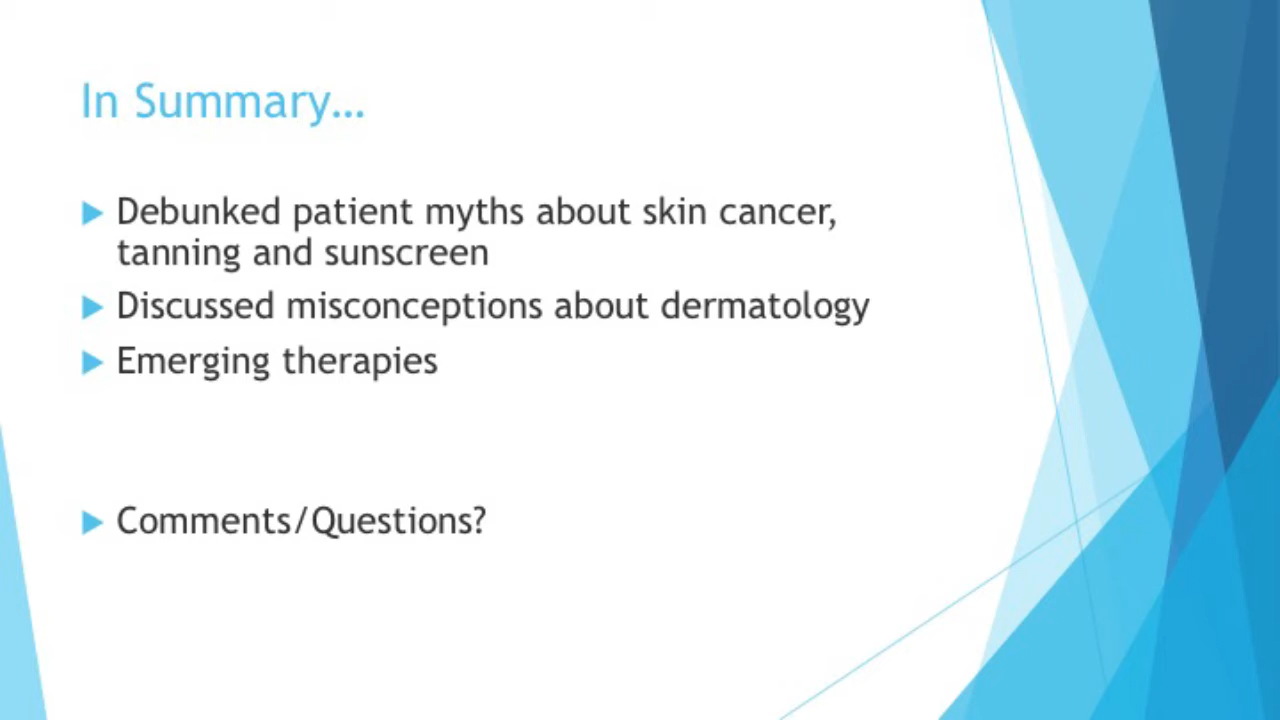 In Summary…
Debunked patient myths about skin cancer,
tanning and sunscreen
Discussed misconceptions about dermatology
Emerging therapies
Comments/Questions?